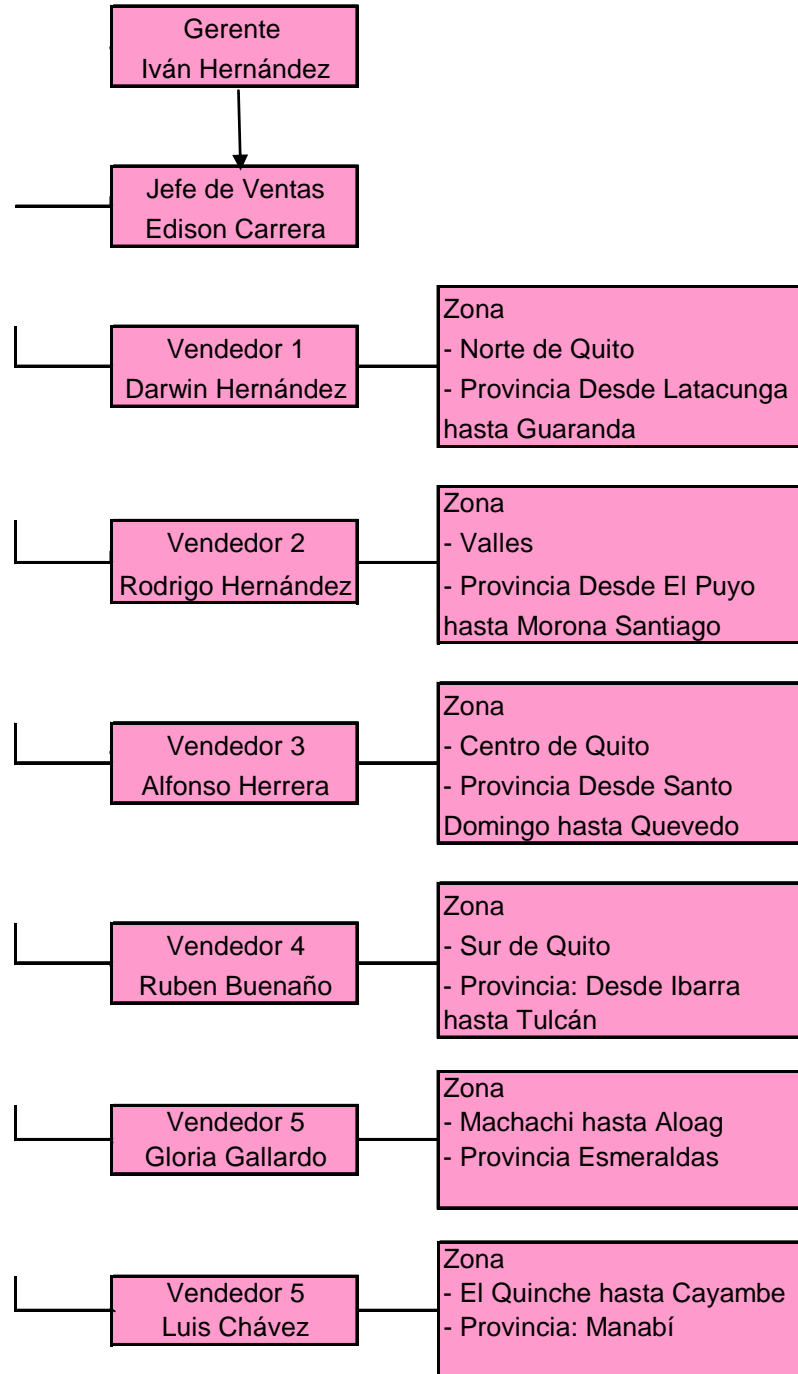 Gerente
Iván Hernández
Jefe de Ventas
Edison Carrera
Vendedor 1
Darwin Hernández
Zona
- Norte de Quito
- Provincia Desde Latacunga
hasta Guaranda
Vendedor 2
Rodrigo Hernández
Zona
- Valles
- Provincia Desde El Puyo
hasta Morona Santiago
Vendedor 3
Alfonso Herrera
Zona
- Centro de Quito
- Provincia Desde Santo
Domingo hasta Quevedo
Vendedor 4
Ruben Buenaño
Zona
- Sur de Quito
- Provincia: Desde Ibarra
hasta Tulcán
Vendedor 5
Gloria Gallardo
Zona
- Machachi hasta Aloag
- Provincia Esmeraldas
Vendedor 5
Luis Chávez
Zona
- El Quinche hasta Cayambe
- Provincia: Manabí